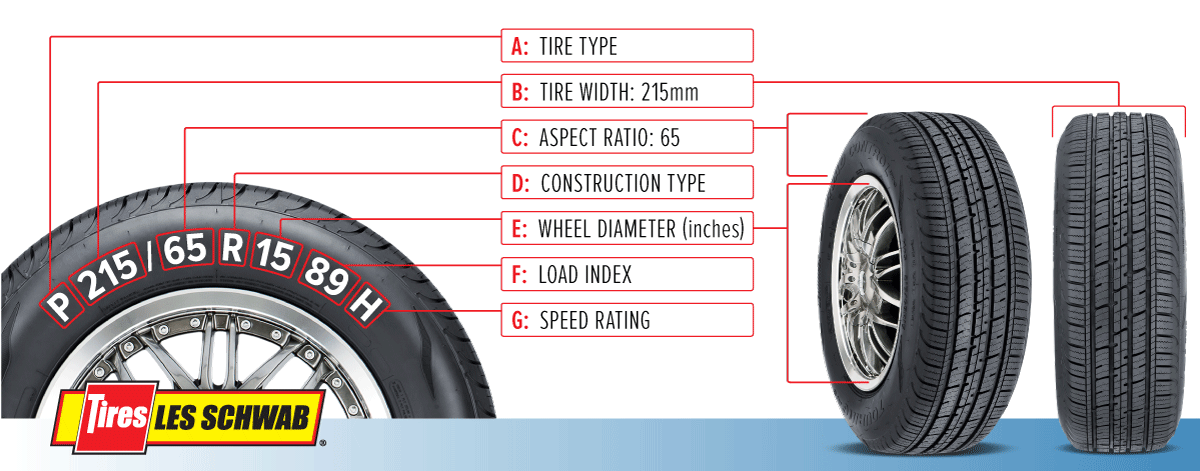 A: TIRE TYPE
B: TIRE WIDTH: 215mm
C: ASPECT RATIO: 65
D: CONSTRUCTION TYPE
E: WHEEL DIAMETER (inches)
F: LOAD INDEX
G: SPEED RATING
P 215 / 65 R 15 89 H
Tires LES SCHWAB ®